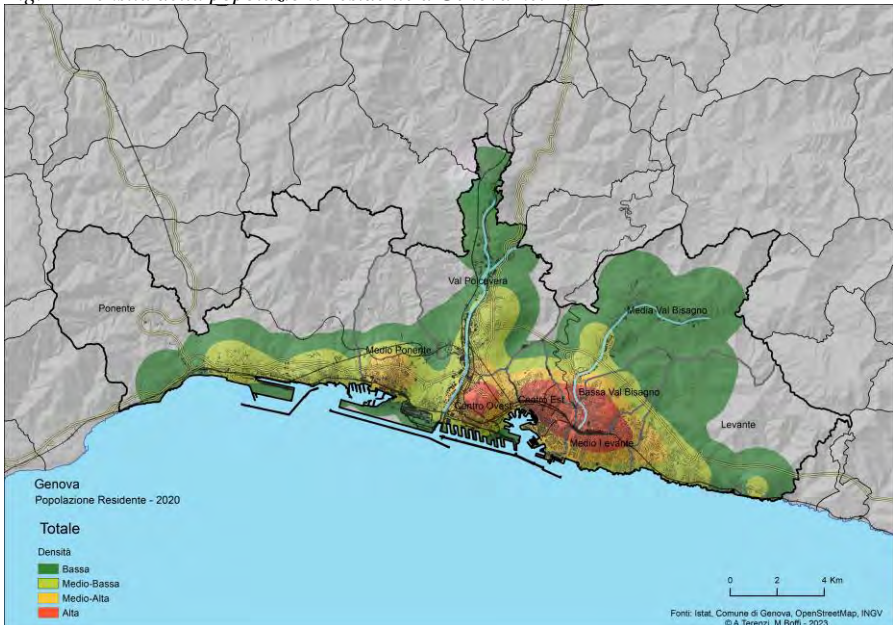 Val Polcevera
Media Val Bisagno
Ponente
Medio Ponente
Centro Est
Bassa Val Bisagno
Centro Ove
Levante
Medio Levante
Genova
Popolazione Residente - 2020
Totale
Densità
Bassa
Medio-Bassa
Medio-Alta
Alta
0 2 4 Km
Fonti: Istat, Comune di Genova, OpenStreetMap, INGV
© A.Terenzi, M.Boffi - 2023